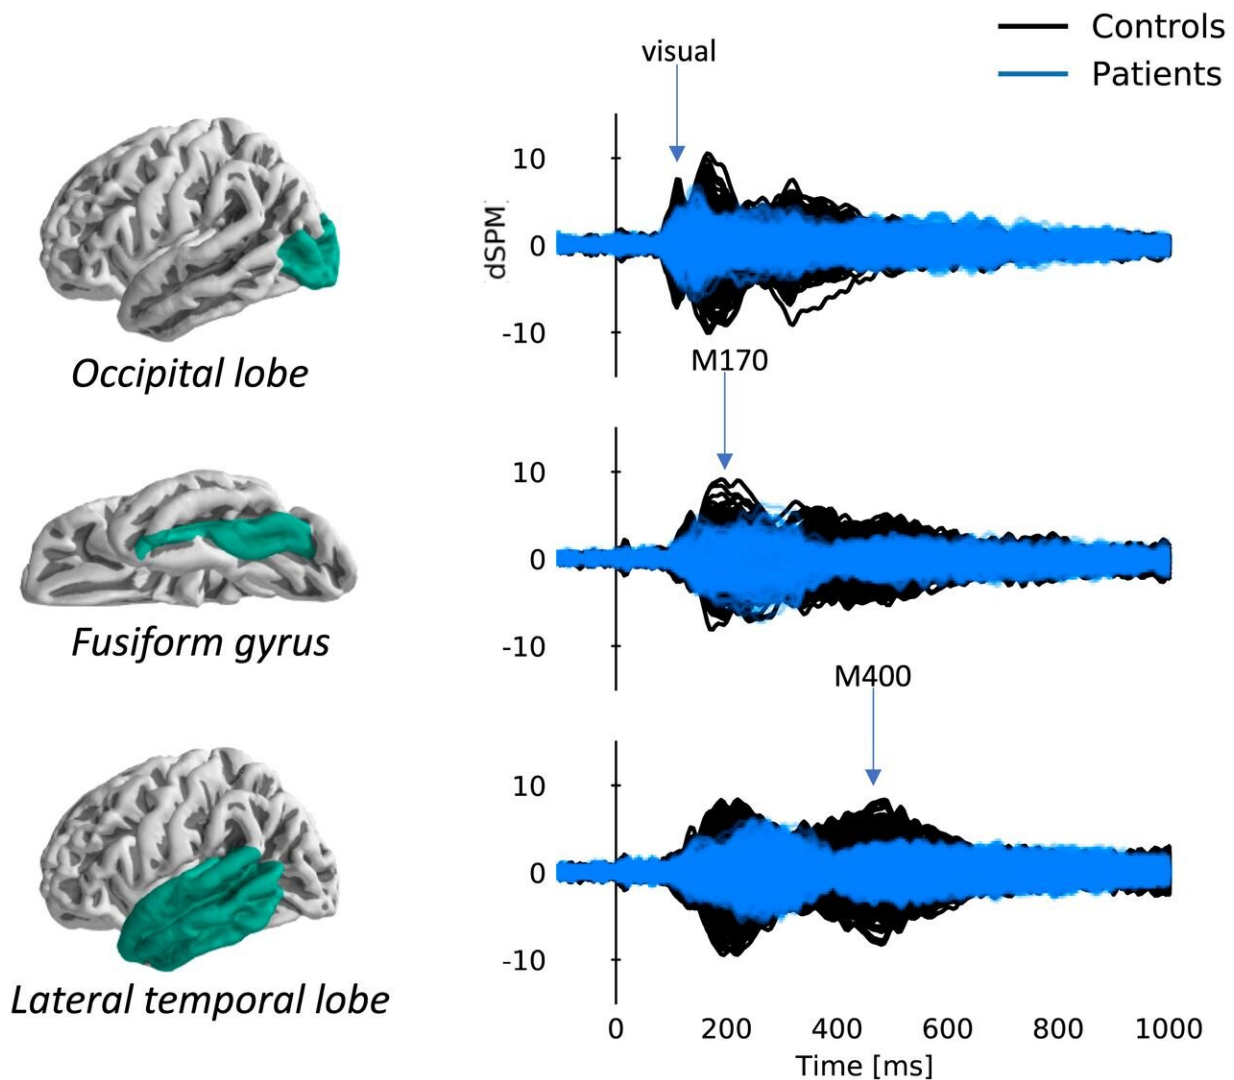 Controls
Patients
visual
10
0
-10
dSPM
Occipital lobe
M170
10
0
-10
Fusiform gyrus
M400
10
0
-10
Lateral temporal lobe
0 200 400 600 800 1000
Time [ms]